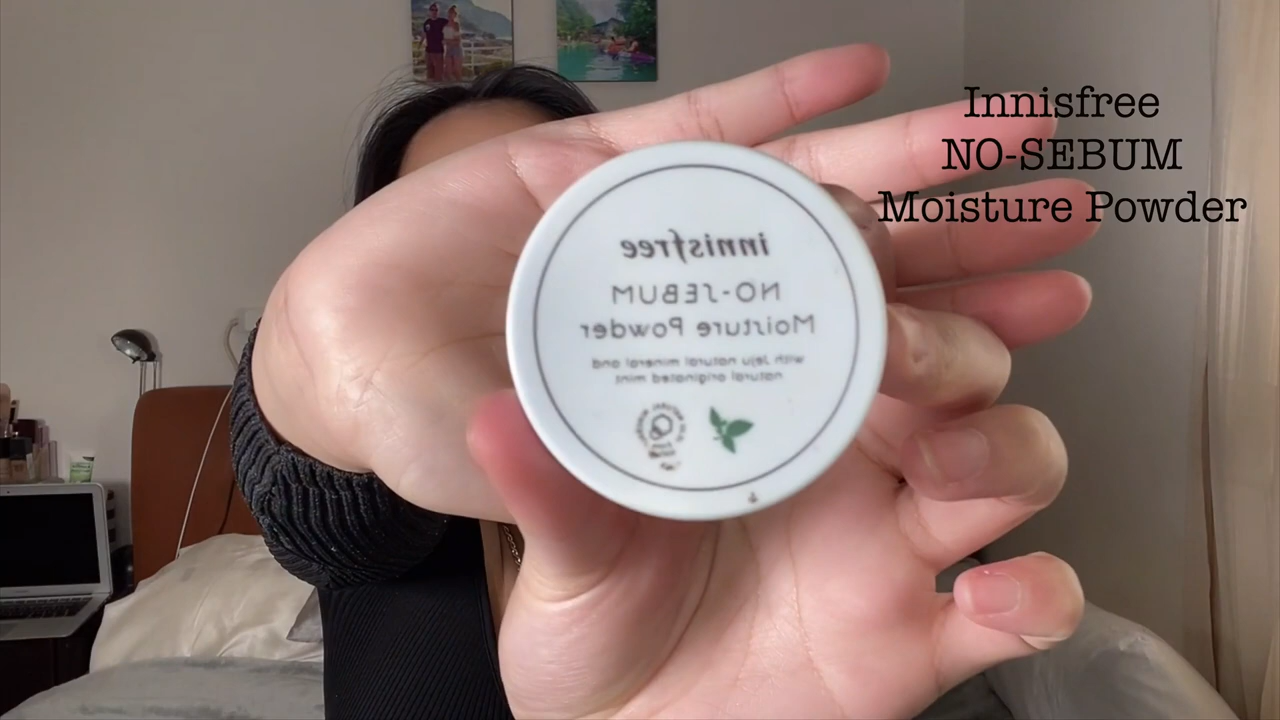 Innisfree
NO-SEBUM
Moisture Powder
innisfree
NO-SEBUM
Moisture Powder
with Jeju natural mineral and
natural originated mint